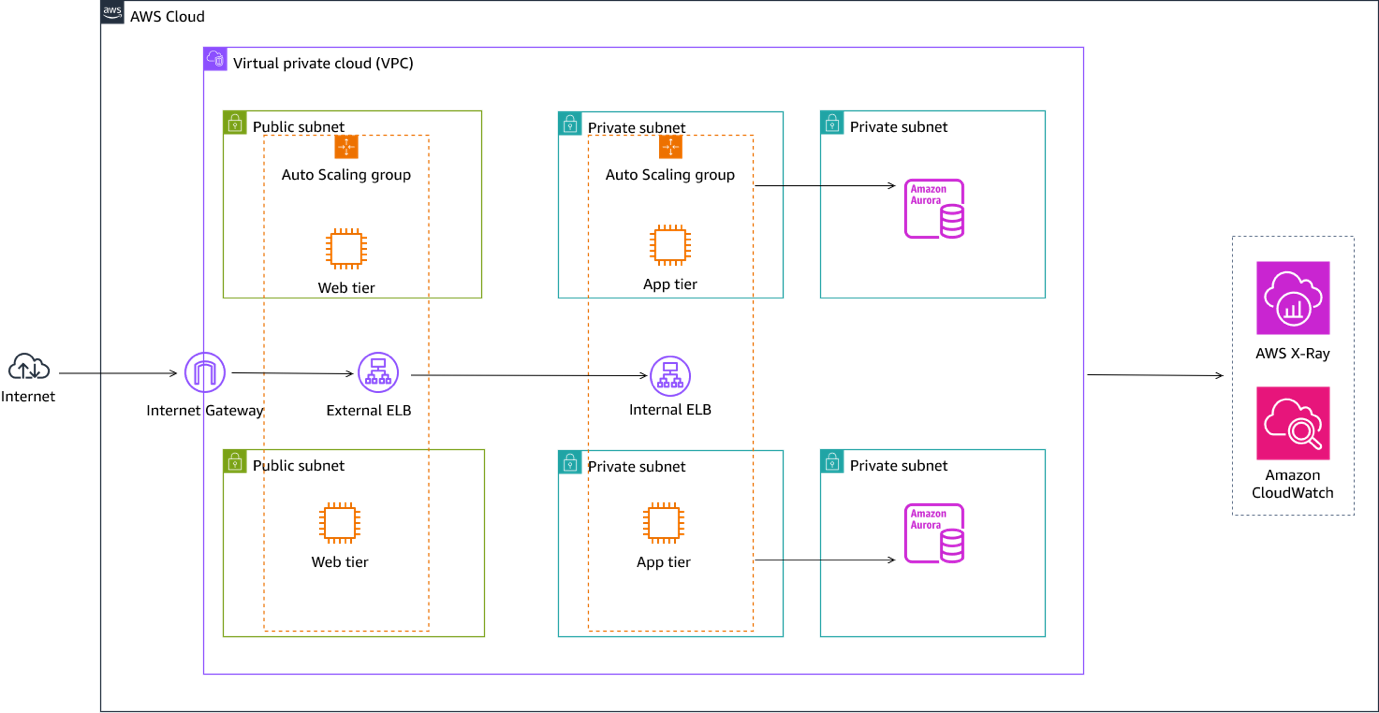 aws
AWS Cloud
Virtual private cloud (VPC)
Public subnet
Auto Scaling group
Web tier
Private subnet
Auto Scaling group
App tier
Private subnet
Amazon
Aurora
Internet
Internet Gateway
External ELB
Internal ELB
AWS X-Ray
Amazon
CloudWatch
Public subnet
Web tier
Private subnet
App tier
Private subnet
Amazon
Aurora